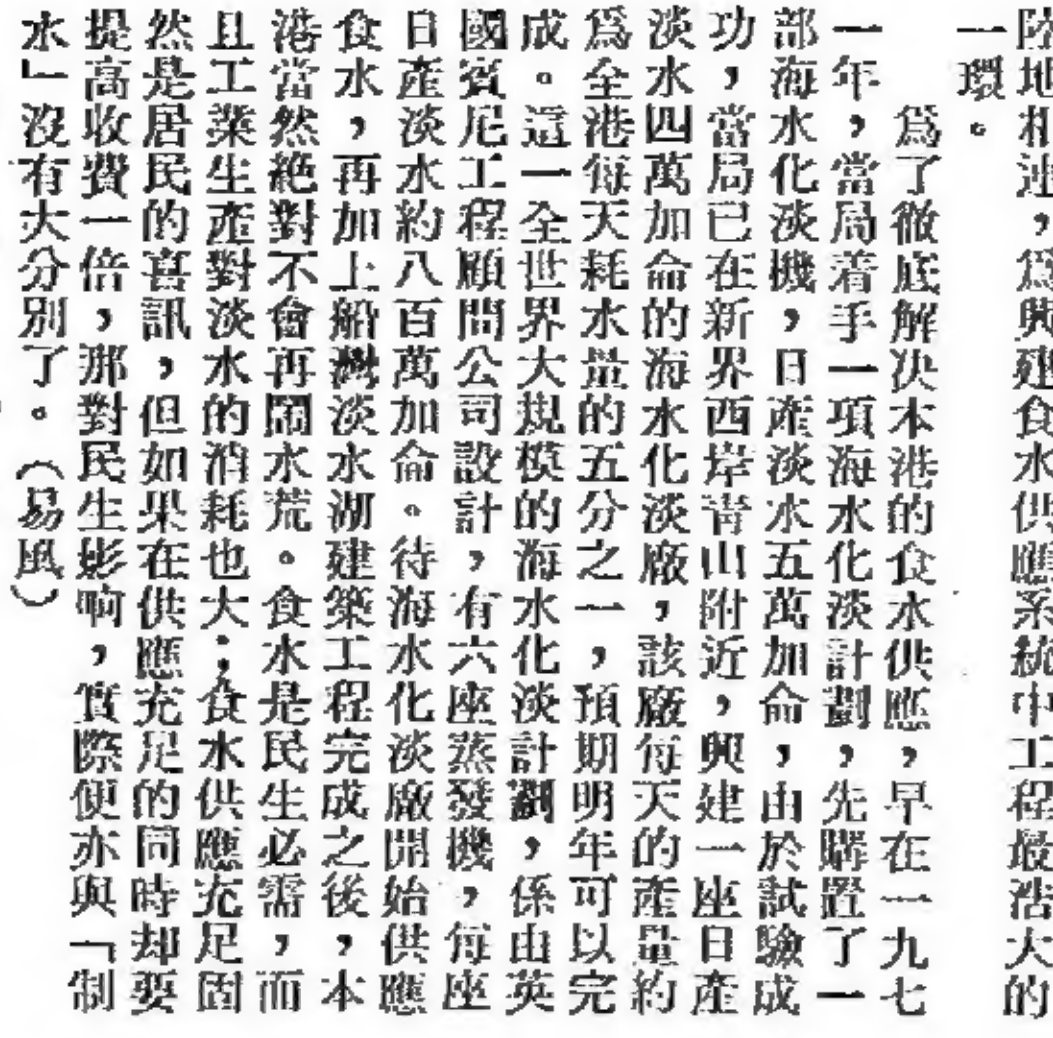 陸地相連，爲興建食水供應系統中工程最浩大的
一環。
爲了徹底解決本港的食水供應，早在一九七
一年，當局着手一項海水化淡計劃，先購置了一
部海水化淡機，日產淡水五萬加侖，由於試驗成
功，當局已在新界西岸靑山附近，興建一座日產
淡水四萬加侖的海水化淡廠，該廠每天的產量約
爲全港每天耗水量的五分之一，預期明年可以完
成。這一全世界大規模的海水化淡計劃，係由英
國賓尼工程顧問公司設計，有六座蒸發機，每座
日產淡水約八百萬加侖。待海水化淡廠開始供應
食水，再加上船灣淡水湖建築工程完成之後，本
港當然絕對不會再鬧水荒。食水是民生必需，而
且工業生產對淡水的消耗也大；食水供應充足固
然是居民的喜訊，但如果在供應充足的同時却要
提高收費一倍，那對民生影响，實際便亦與「制
水」沒有大分別了。（易風）